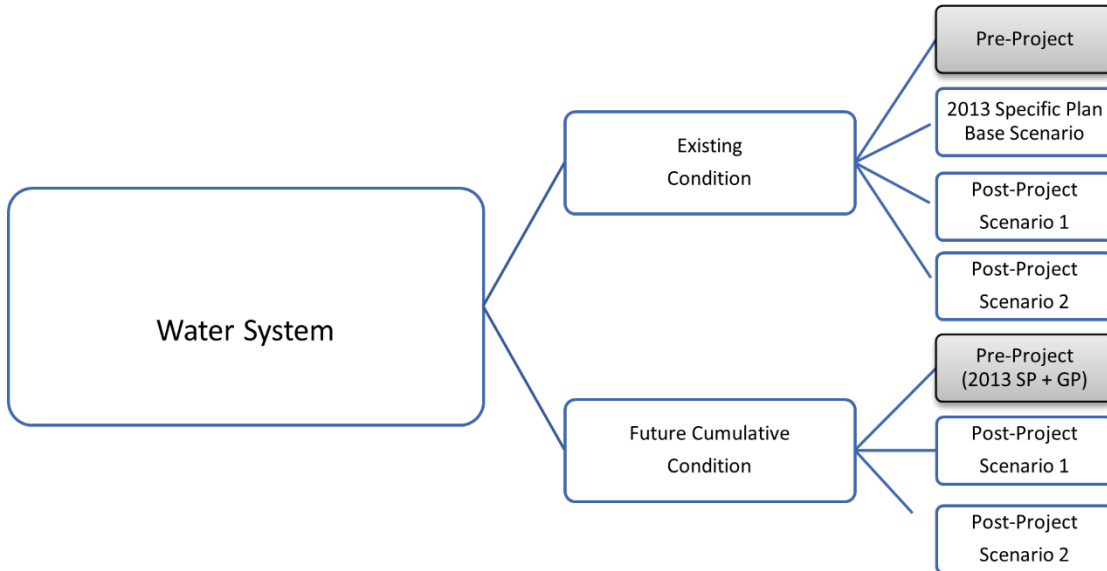 Water System
Existing
Condition
Pre-Project
2013 Specific Plan
Base Scenario
Post-Project
Scenario 1
Post-Project
Scenario 2
Future Cumulative
Condition
Pre-Project
(2013 SP + GP)
Post-Project
Scenario 1
Post-Project
Scenario 2